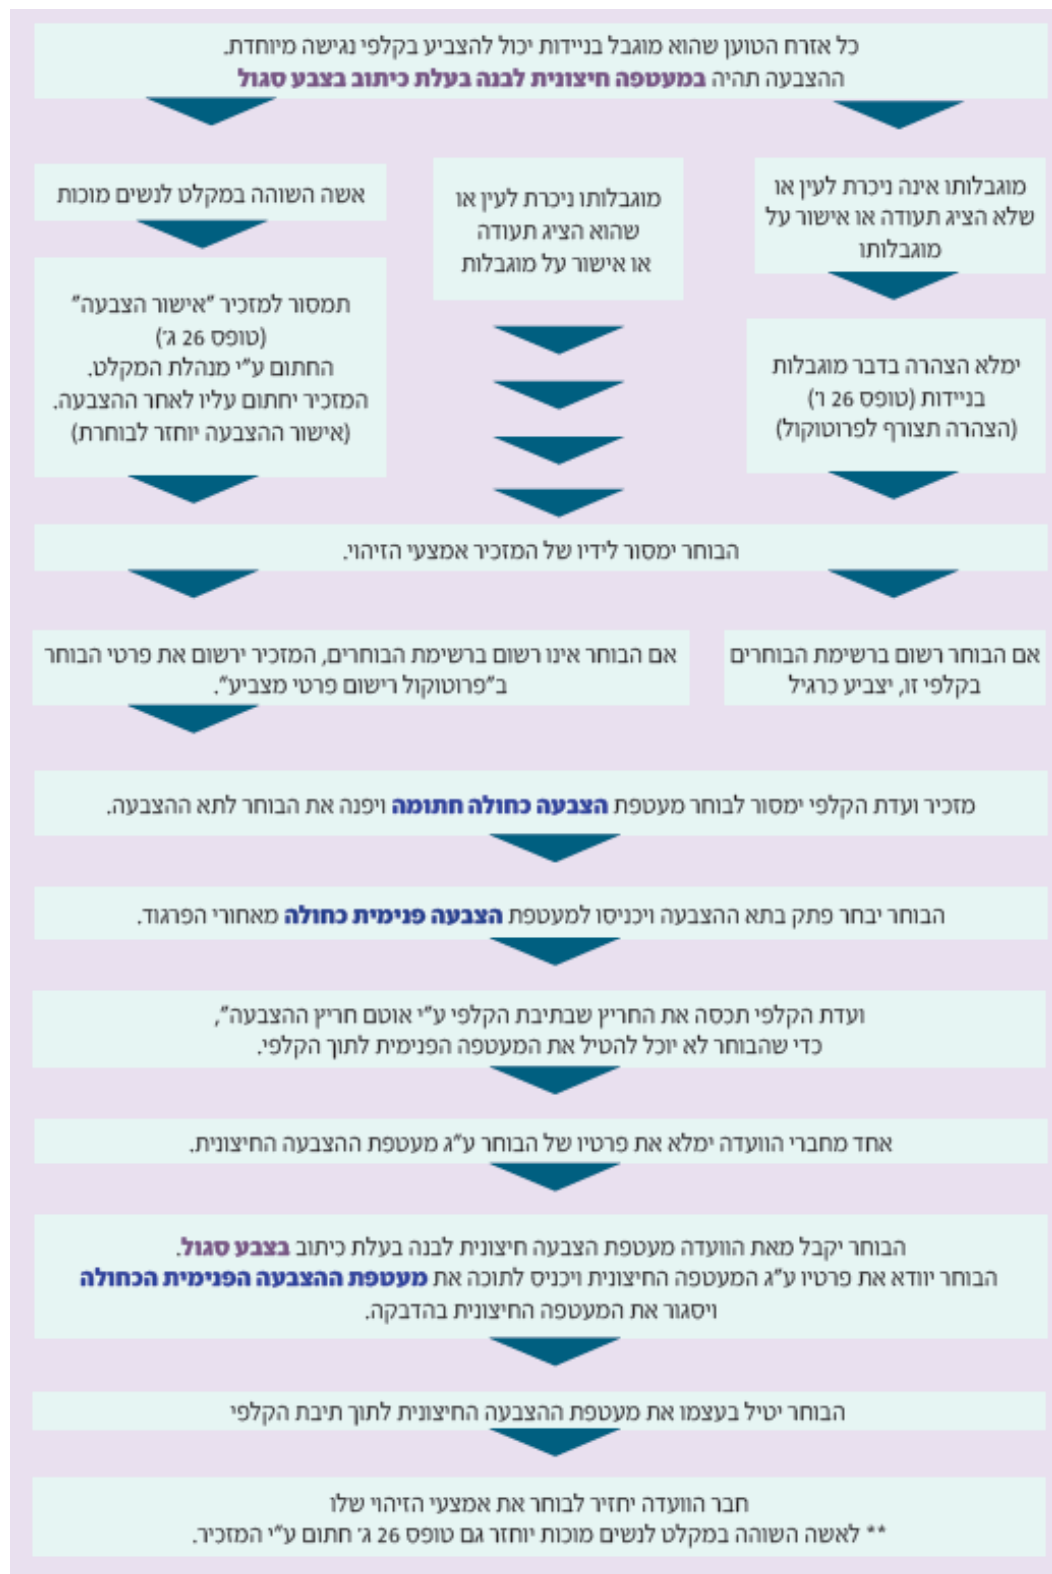 כל אזרח הטוען שהוא מוגבל בניידות יכול להצביע בקלפי נגישה מיוחדת.
ההצבעה תהיה במעטפה חיצונית לבנה בעלת כיתוב בצבע סגול
מוגבלותו אינה ניכרת לעין או
שלא הציג תעודה או אישור על
מוגבלותו
ימלא הצהרה בדבר מוגבלות
בניידות (טופס 26 ו')
(הצהרה תצורף לפרוטוקול)
מוגבלותו ניכרת לעין או
שהוא הציג תעודה
או אישור על מוגבלות
אשה השוהה במקלט לנשים מוכות
תמסור למזכיר "אישור הצבעה"
(טופס 26 ג')
החתום ע"י מנהלת המקלט.
המזכיר יחתום עליו לאחר ההצבעה.
(אישור ההצבעה יוחזר לבוחרת)
הבוחר ימסור לידיו של המזכיר אמצעי הזיהוי.
אם הבוחר רשום ברשימת הבוחרים
בקלפי זו, יצביע כרגיל
אם הבוחר אינו רשום ברשימת הבוחרים, המזכיר ירשום את פרטי הבוחר
ב"פרוטוקול רישום פרטי מצביע".
מזכיר ועדת הקלפי ימסור לבוחר מעטפת הצבעה כחולה חתומה ויפנה את הבוחר לתא ההצבעה.
הבוחר יבחר פתק בתא ההצבעה ויכניסו למעטפת הצבעה פנימית כחולה מאחורי הפרגוד.
ועדת הקלפי תכסה את החריץ שבתיבת הקלפי ע"י אוטם חריץ ההצבעה",
כדי שהבוחר לא יוכל להטיל את המעטפה הפנימית לתוך הקלפי.
אחד מחברי הוועדה ימלא את פרטיו של הבוחר ע"ג מעטפת ההצבעה החיצונית.
הבוחר יקבל מאת הוועדה מעטפת הצבעה חיצונית לבנה בעלת כיתוב בצבע סגול.
הבוחר יוודא את פרטיו ע"ג המעטפה החיצונית ויכניס לתוכה את מעטפת ההצבעה הפנימית הכחולה
ויסגור את המעטפה החיצונית בהדבקה.
הבוחר יטיל בעצמו את מעטפת ההצבעה החיצונית לתוך תיבת הקלפי
חבר הוועדה יחזיר לבוחר את אמצעי הזיהוי שלו
** לאשה השוהה במקלט לנשים מוכות יוחזר גם טופס 26 ג' חתום ע"י המזכיר.